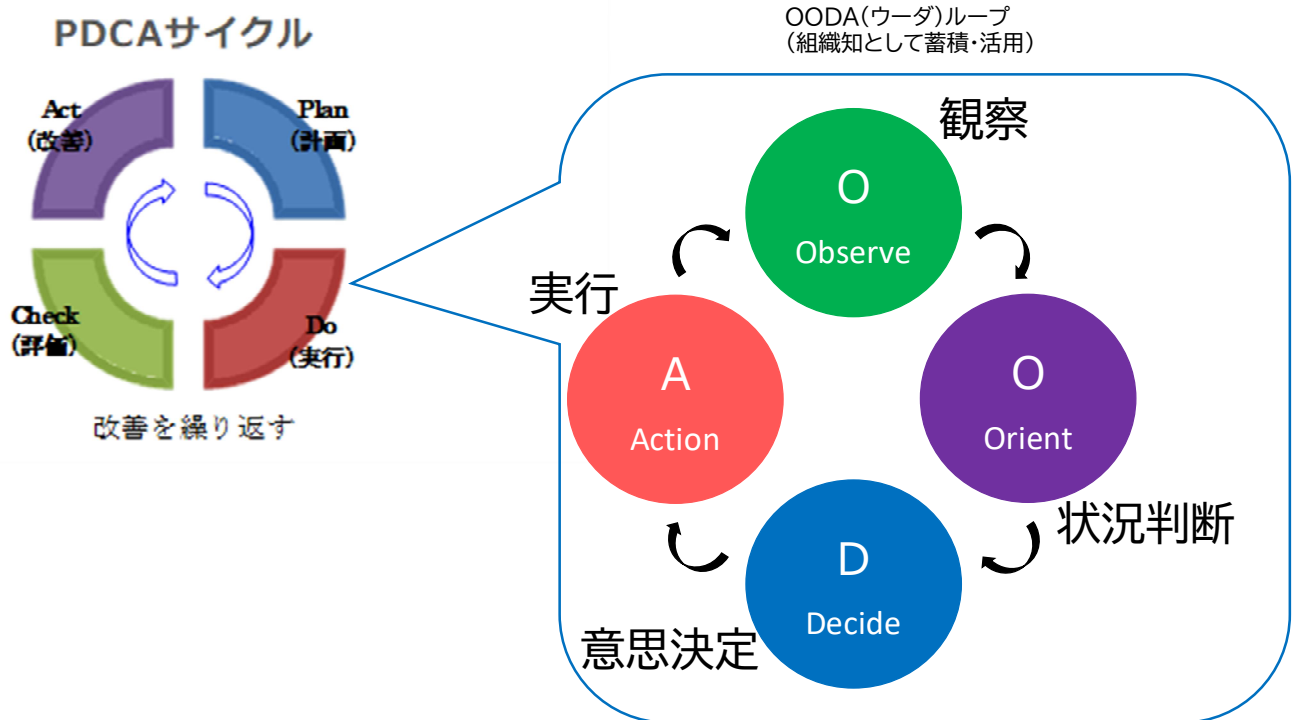 PDCAサイクル
Act
(改善)
Plan
(計画)
Check
(評価)
Do
(実行)
改善を繰り返す
OODA(ウーダ)ループ
(組織知として蓄積・活用)
観察
O
Observe
O
Orient
状況判断
D
Decide
意思決定
実行
A
Action